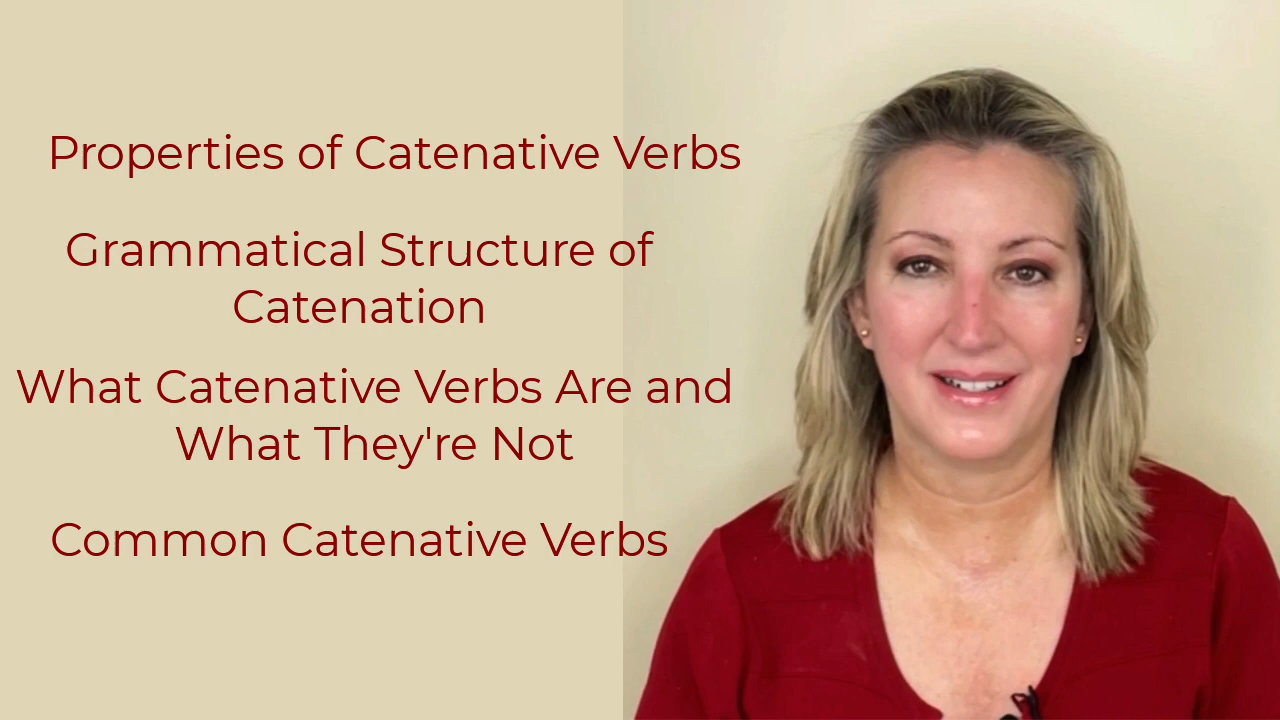 Properties of Catenative Verbs
Grammatical Structure of
Catenation
What Catenative Verbs Are and
What They're Not
Common Catenative Verbs